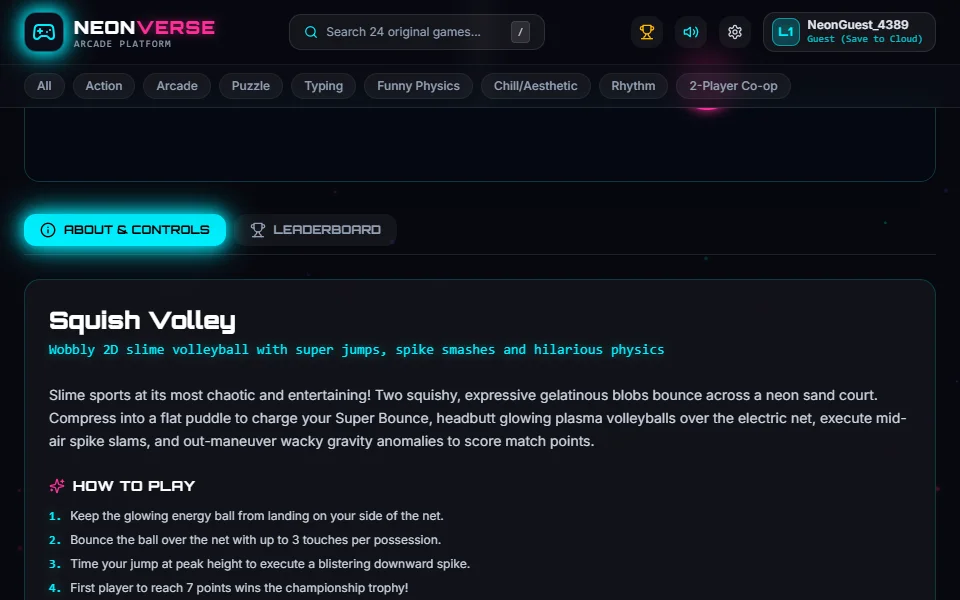 NEONVERSE
ARCADE PLATFORM
Search 24 original games...
/
L1
NeonGuest_4389
Guest (Save to Cloud)
All
Action
Arcade
Puzzle
Typing
Funny Physics
Chill/Aesthetic
Rhythm
2-Player Co-op
ABOUT & CONTROLS
LEADERBOARD
Squish Volley
Wobbly 2D slime volleyball with super jumps, spike smashes and hilarious physics
Slime sports at its most chaotic and entertaining! Two squishy, expressive gelatinous blobs bounce across a neon sand court.
Compress into a flat puddle to charge your Super Bounce, headbutt glowing plasma volleyballs over the electric net, execute mid-
air spike slams, and out-maneuver wacky gravity anomalies to score match points.
HOW TO PLAY
1. Keep the glowing energy ball from landing on your side of the net.
2. Bounce the ball over the net with up to 3 touches per possession.
3. Time your jump at peak height to execute a blistering downward spike.
4. First player to reach 7 points wins the championship trophy!